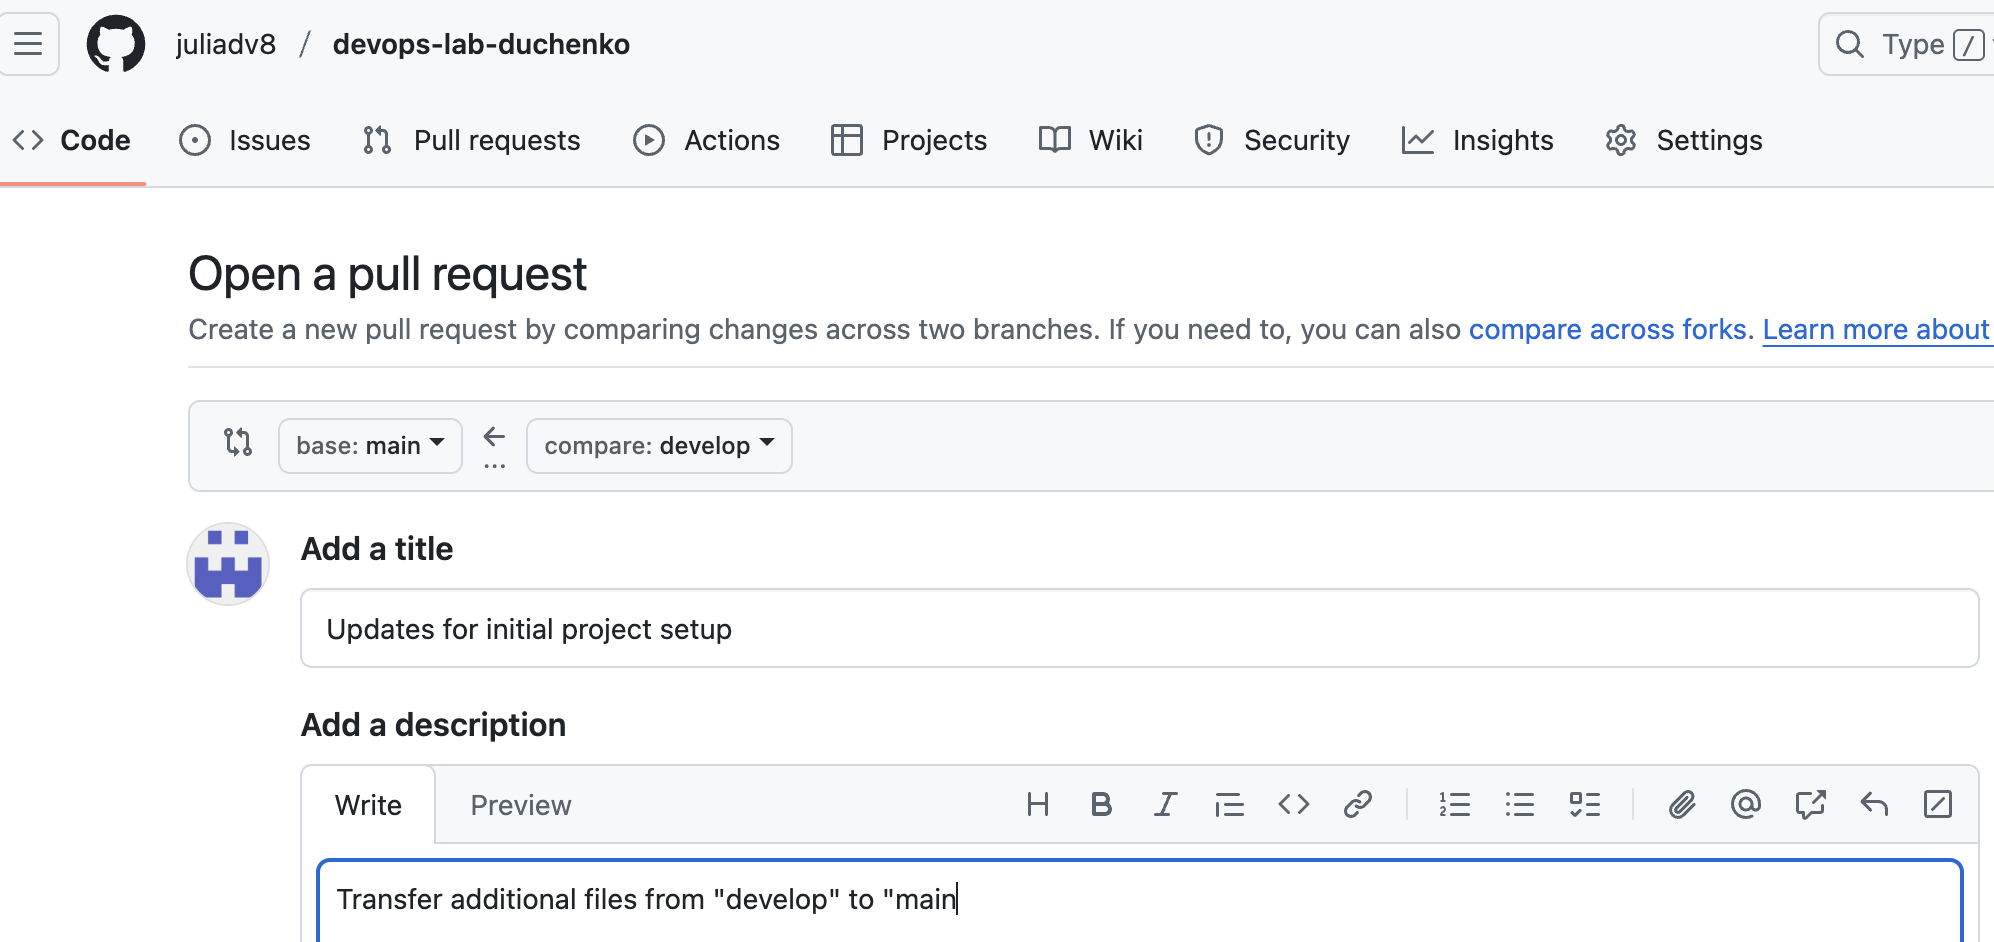 juliadv8 / devops-lab-duchenko
Type /
Code Issues Pull requests Actions Projects Wiki Security Insights Settings
Open a pull request
Create a new pull request by comparing changes across two branches. If you need to, you can also compare across forks. Learn more about
base: main compare: develop
Add a title
Updates for initial project setup
Add a description
Write Preview
Transfer additional files from "develop" to "main